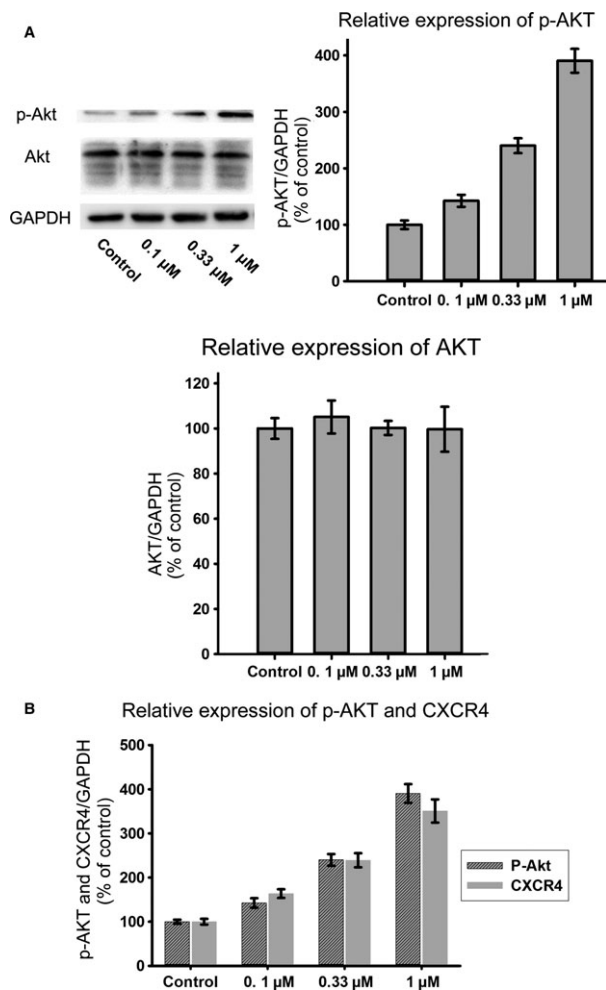 A
p-Akt
Akt
GAPDH
Control
0.1 µM
0.33 µM
1 µM
Relative expression of p-AKT
p-AKT/GAPDH
(% of control)
400
300
200
100
0
Control 0. 1 µM 0.33 µM 1 µM
Relative expression of AKT
AKT/GAPDH
(% of control)
120
100
80
60
40
20
0
Control 0. 1 µM 0.33 µM 1 µM
B
Relative expression of p-AKT and CXCR4
p-AKT and CXCR4/GAPDH
(% of control)
500
400
300
200
100
0
Control 0. 1 µM 0.33 µM 1 µM
P-Akt
CXCR4